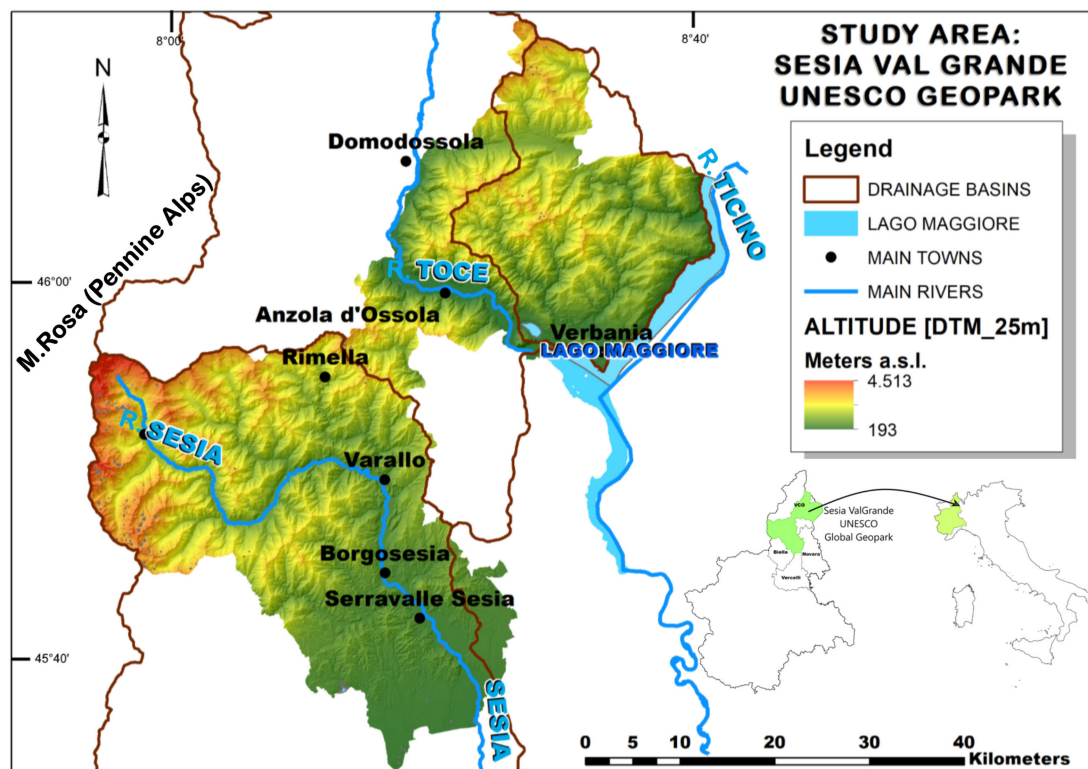 8°00'
8°40'
STUDY AREA:
SESIA VAL GRANDE
UNESCO GEOPARK
N
Legend
DRAINAGE BASINS
LAGO MAGGIORE
MAIN TOWNS
MAIN RIVERS
ALTITUDE [DTM_25m]
Meters a.s.l.
4.513
193
Domodossola
R. TICINO
M.Rosa (Pennine Alps)
R. TOCE
46°00'
Anzola d'Ossola
Verbania
LAGO MAGGIORE
Rimella
R. SESIA
Varallo
Borgosesia
Serravalle Sesia
45°40'
SESIA
VCO
Sesia ValGrande
UNESCO
Global Geopark
Biella
Novara
Vercelli
0 5 10 20 30 40
Kilometers